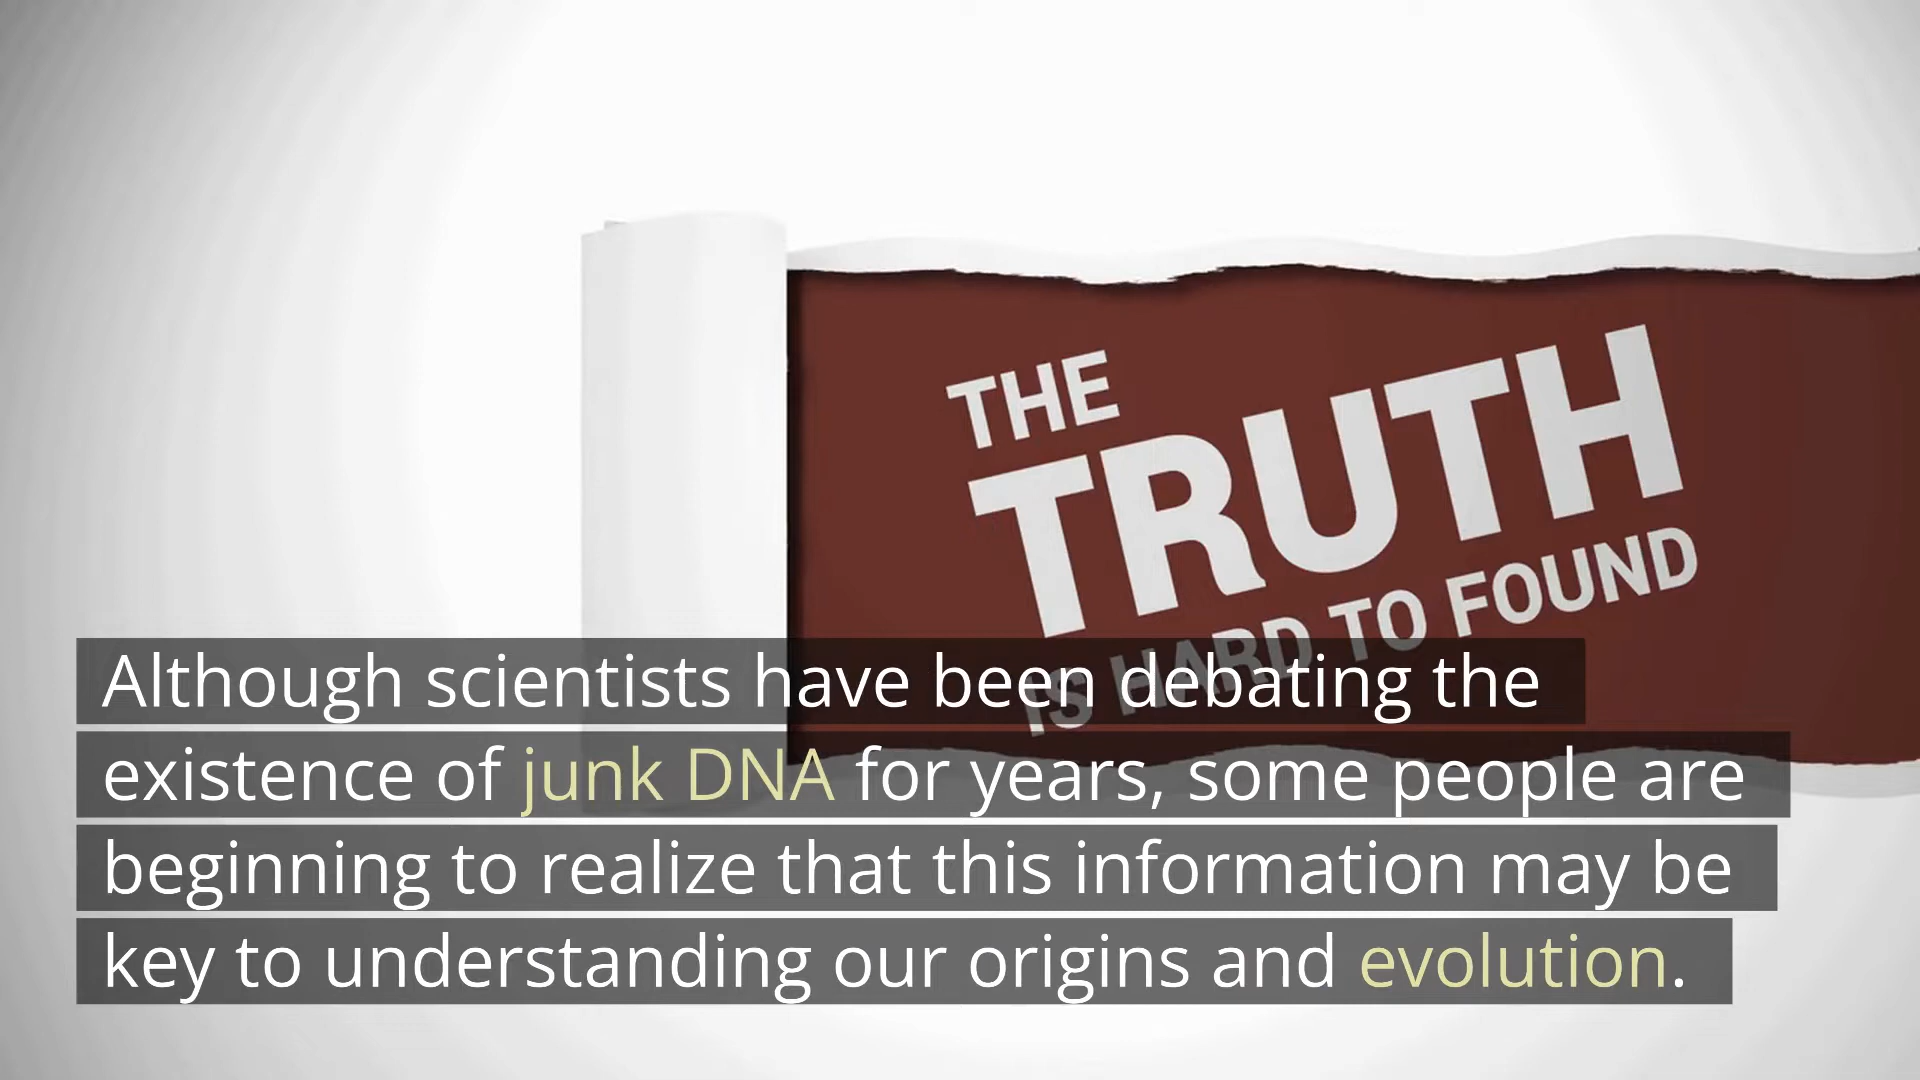 THE
TRUTH
IS HARD TO FOUND
Although scientists have been debating the
existence of junk DNA for years, some people are
beginning to realize that this information may be
key to understanding our origins and evolution.